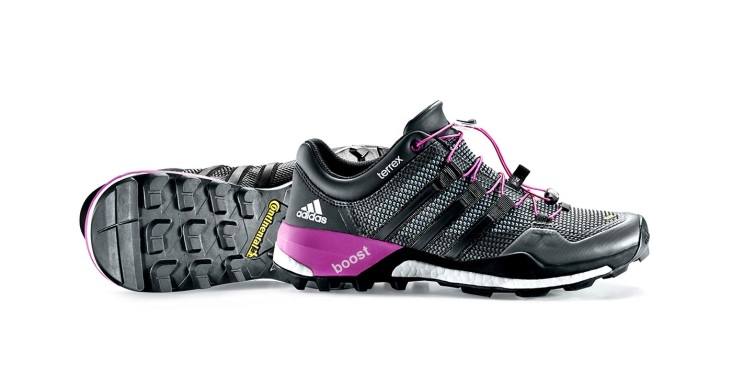 Continental
adidas
terrex
boost